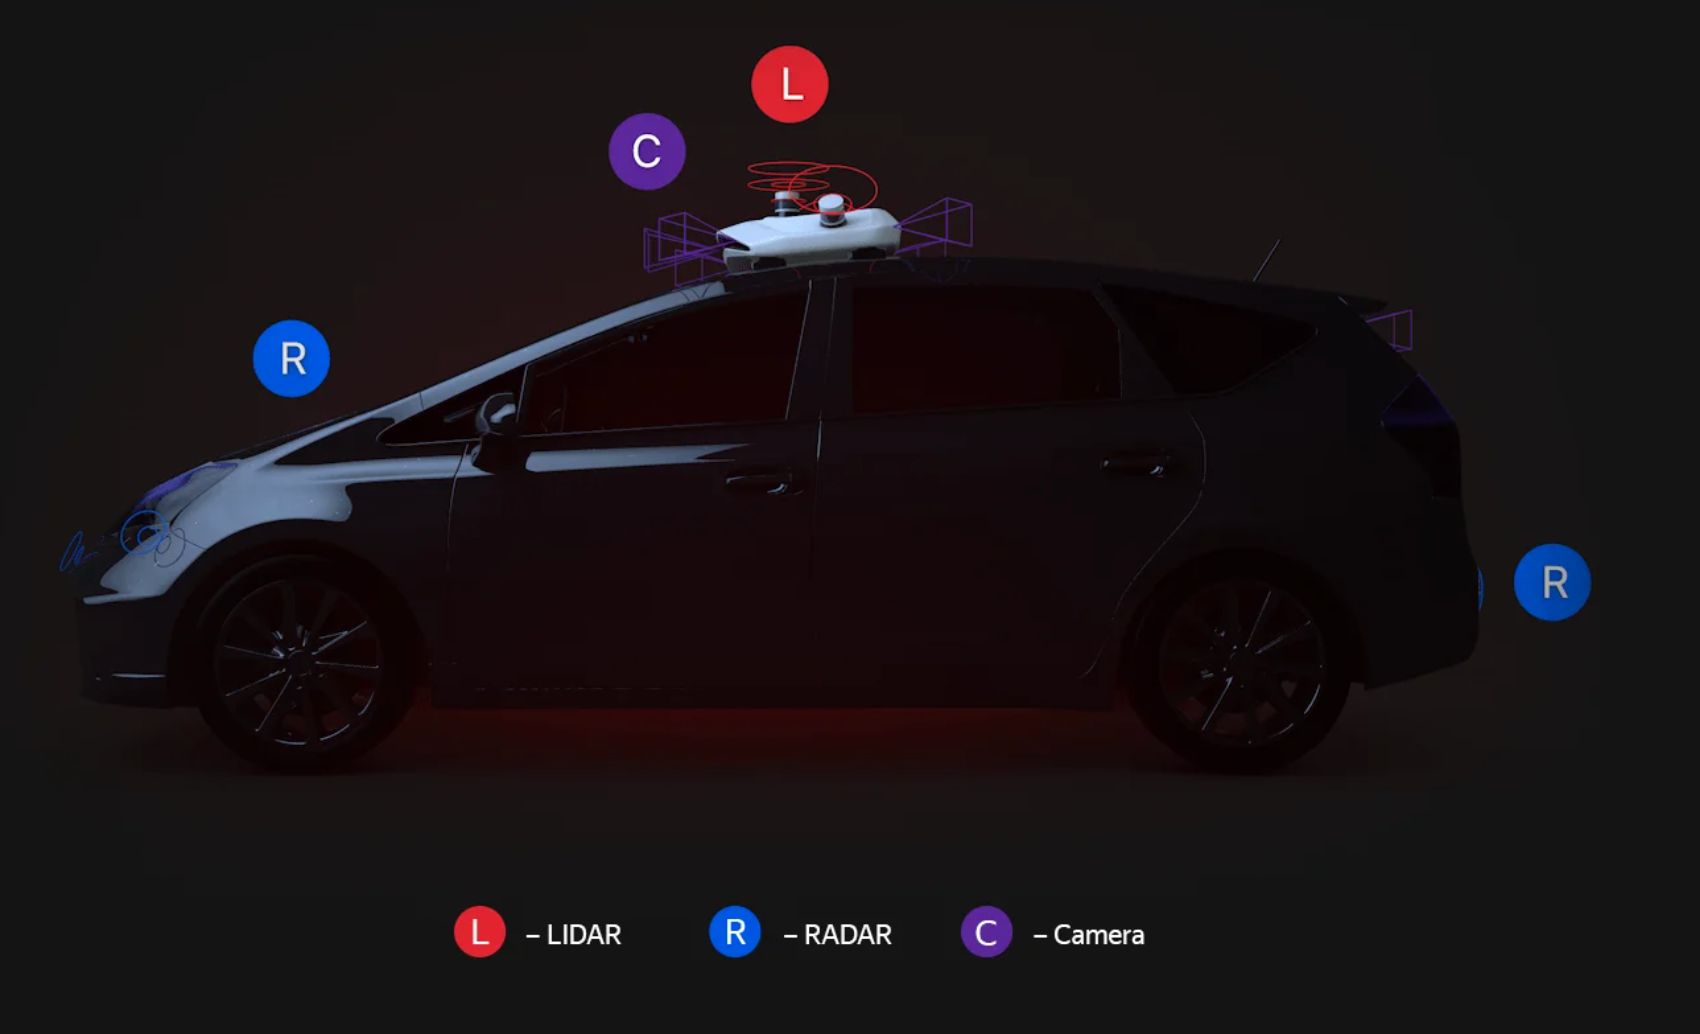 L
C
R
R
L – LIDAR
R – RADAR
C – Camera